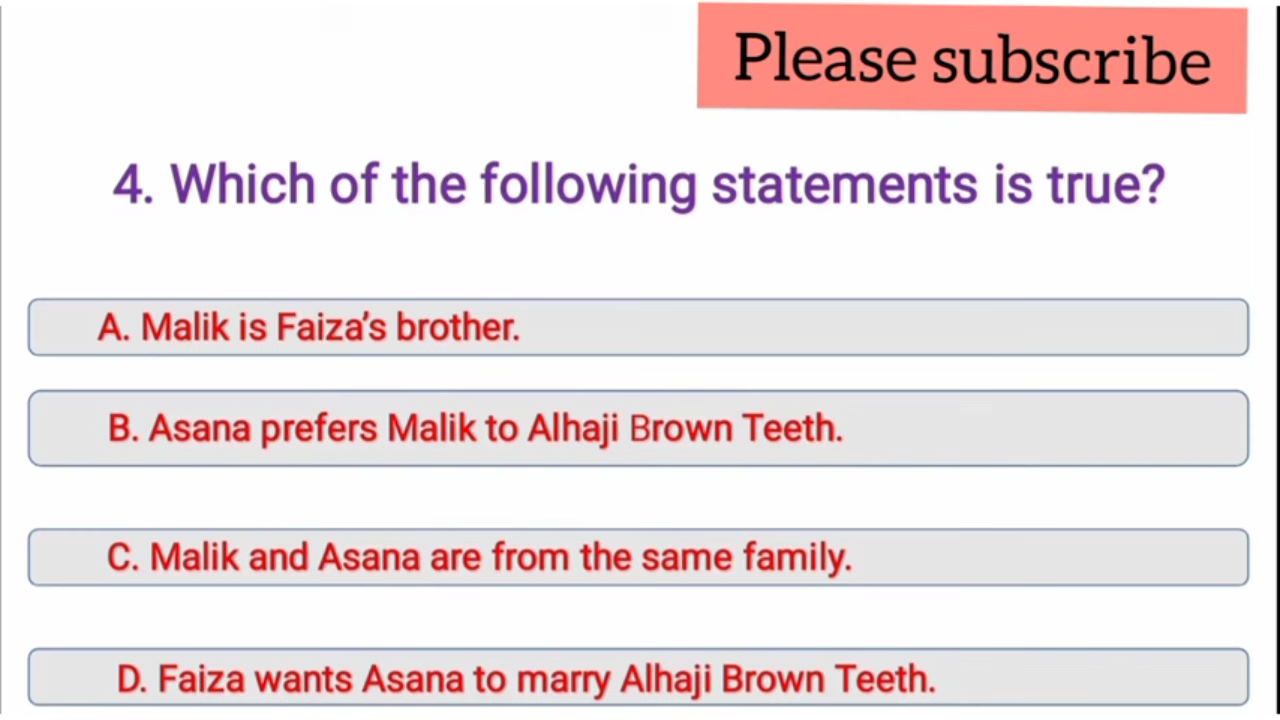 Please subscribe
4. Which of the following statements is true?
A. Malik is Faiza's brother.
B. Asana prefers Malik to Alhaji Brown Teeth.
C. Malik and Asana are from the same family.
D. Faiza wants Asana to marry Alhaji Brown Teeth.